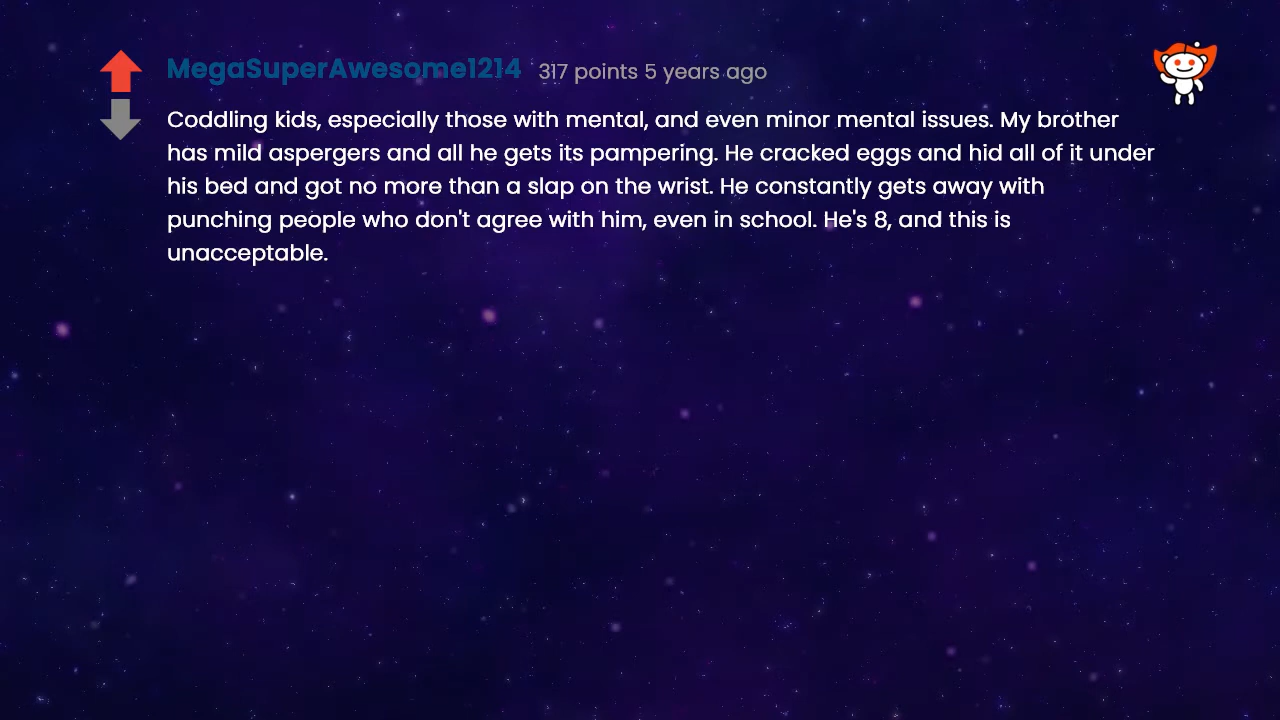 MegaSuperAwesome1214 317 points 5 years ago
Coddling kids, especially those with mental, and even minor mental issues. My brother
has mild aspergers and all he gets its pampering. He cracked eggs and hid all of it under
his bed and got no more than a slap on the wrist. He constantly gets away with
punching people who don't agree with him, even in school. He's 8, and this is
unacceptable.